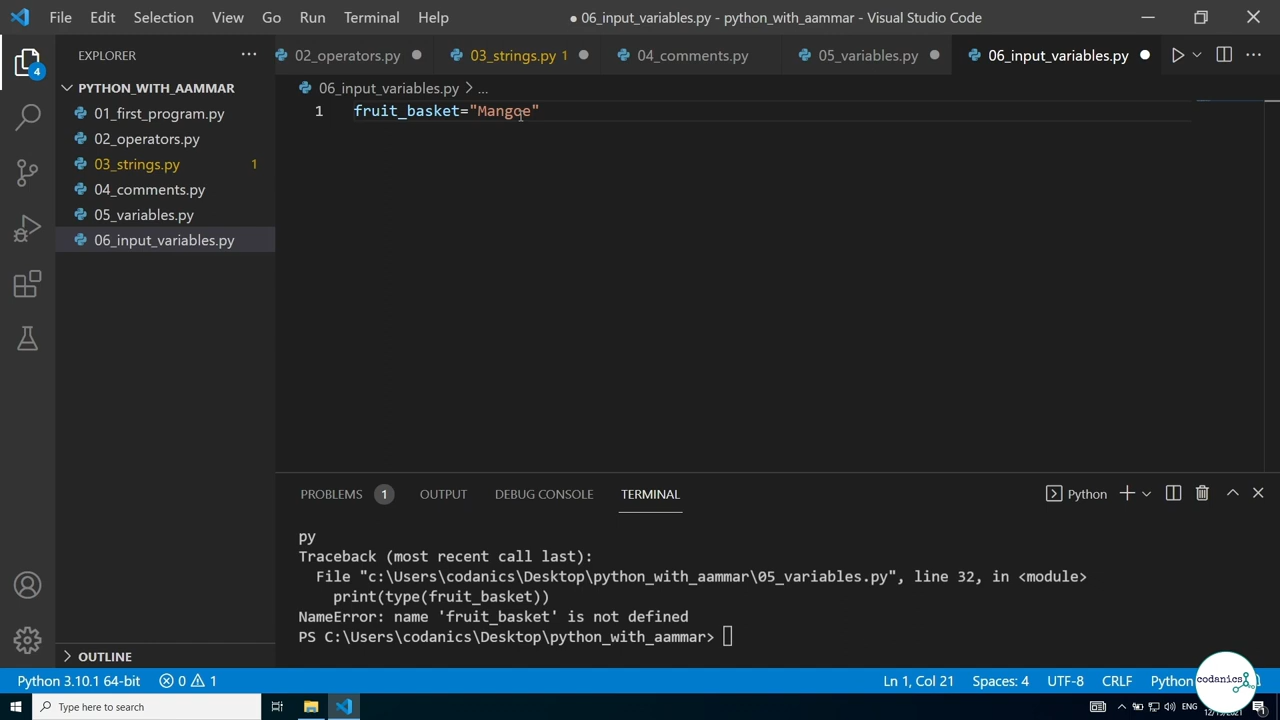 File Edit Selection View Go Run Terminal Help
● 06_input_variables.py - python_with_aammar - Visual Studio Code
EXPLORER
02_operators.py
03_strings.py 1
04_comments.py
05_variables.py
06_input_variables.py
4
PYTHON_WITH_AAMMAR
01_first_program.py
02_operators.py
03_strings.py 1
04_comments.py
05_variables.py
06_input_variables.py
OUTLINE
06_input_variables.py > ...
1 fruit_basket="Mangoe"
PROBLEMS 1 OUTPUT DEBUG CONSOLE TERMINAL
Python
py
Traceback (most recent call last):
File "c:\Users\codanics\Desktop\python_with_aammar\05_variables.py", line 32, in <module>
print(type(fruit_basket))
NameError: name 'fruit_basket' is not defined
PS C:\Users\codanics\Desktop\python_with_aammar>
Python 3.10.1 64-bit 0 1 Ln 1, Col 21 Spaces: 4 UTF-8 CRLF Python
codanics
Type here to search
ENG